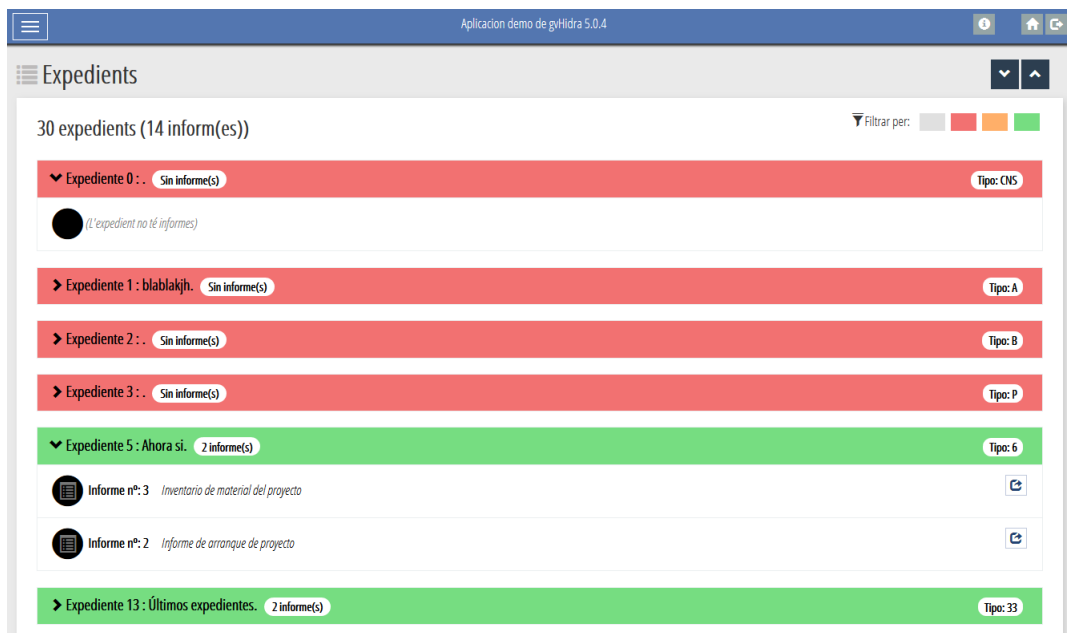 Aplicacion demo de gvHidra 5.0.4
Expedients
30 expedients (14 inform(es))
Filtrar per:
Expediente 0 : . Sin informe(s) Tipo: CNS
(L'expedient no té informes)
Expediente 1 : blablakjh. Sin informe(s) Tipo: A
Expediente 2 : . Sin informe(s) Tipo: B
Expediente 3 : . Sin informe(s) Tipo: P
Expediente 5 : Ahora si. 2 informe(s) Tipo: 6
Informe nº: 3 Inventario de material del proyecto
Informe nº: 2 Informe de arranque de proyecto
Expediente 13 : Últimos expedientes. 2 informe(s) Tipo: 33